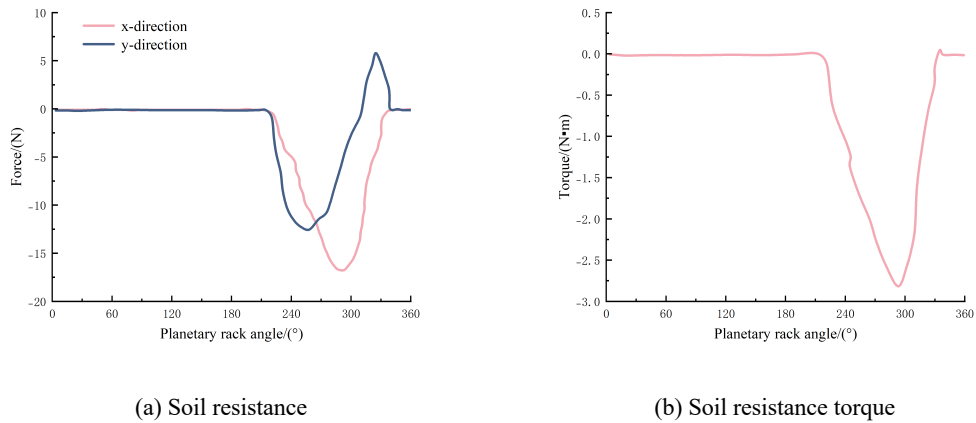 10
5
0
-5
-10
-15
-20
Force/(N)
x-direction
y-direction
0 60 120 180 240 300 360
Planetary rack angle/(°)
(a) Soil resistance
0.5
0.0
-0.5
-1.0
-1.5
-2.0
-2.5
-3.0
Torque/(N•m)
0 60 120 180 240 300 360
Planetary rack angle/(°)
(b) Soil resistance torque